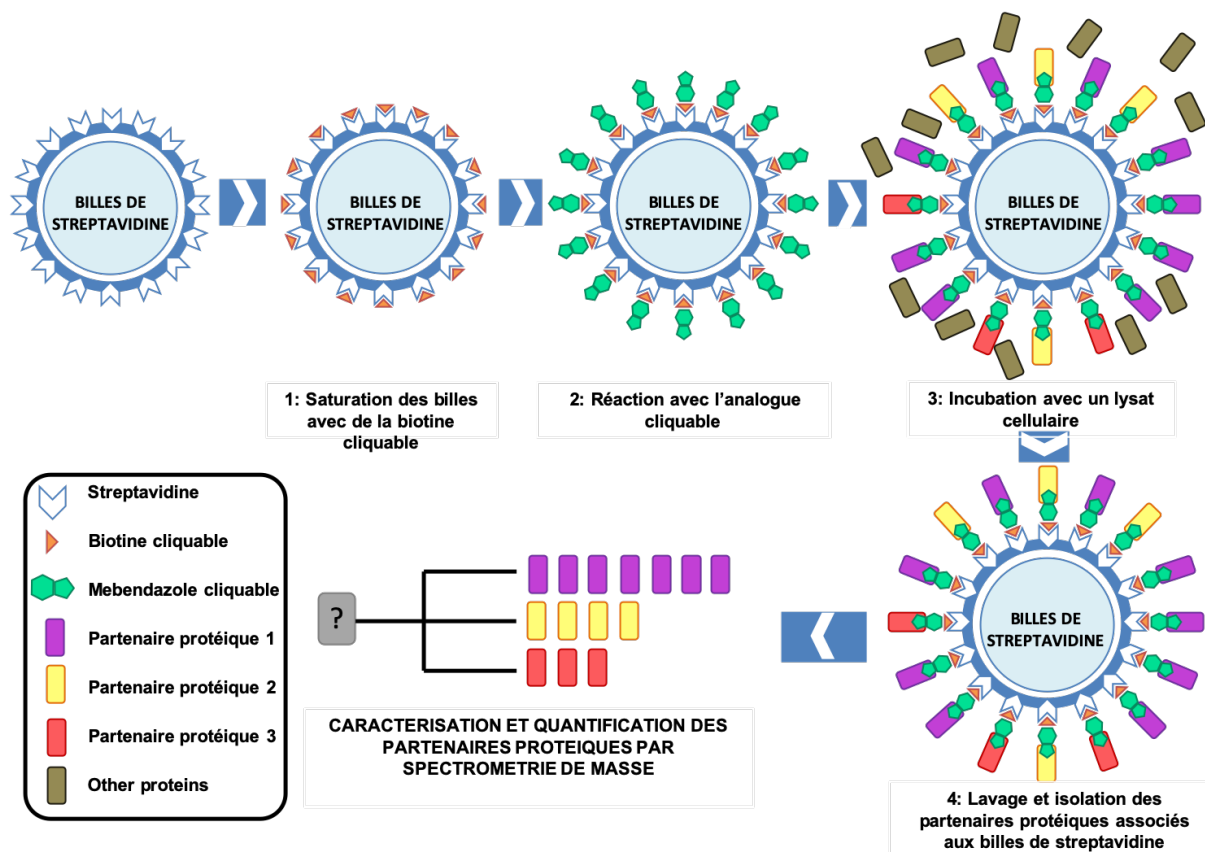 BILLES DE
STREPTAVIDINE
BILLES DE
STREPTAVIDINE
BILLES DE
STREPTAVIDINE
BILLES DE
STREPTAVIDINE
1: Saturation des billes
avec de la biotine
cliquable
2: Réaction avec l'analogue
cliquable
3: Incubation avec un lysat
cellulaire
Streptavidine
Biotine cliquable
Mebendazole cliquable
Partenaire protéique 1
Partenaire protéique 2
Partenaire protéique 3
Other proteins
?
CARACTERISATION ET QUANTIFICATION DES
PARTENAIRES PROTEIQUES PAR
SPECTROMETRIE DE MASSE
BILLES DE
STREPTAVIDINE
4: Lavage et isolation des
partenaires protéiques associés
aux billes de streptavidine